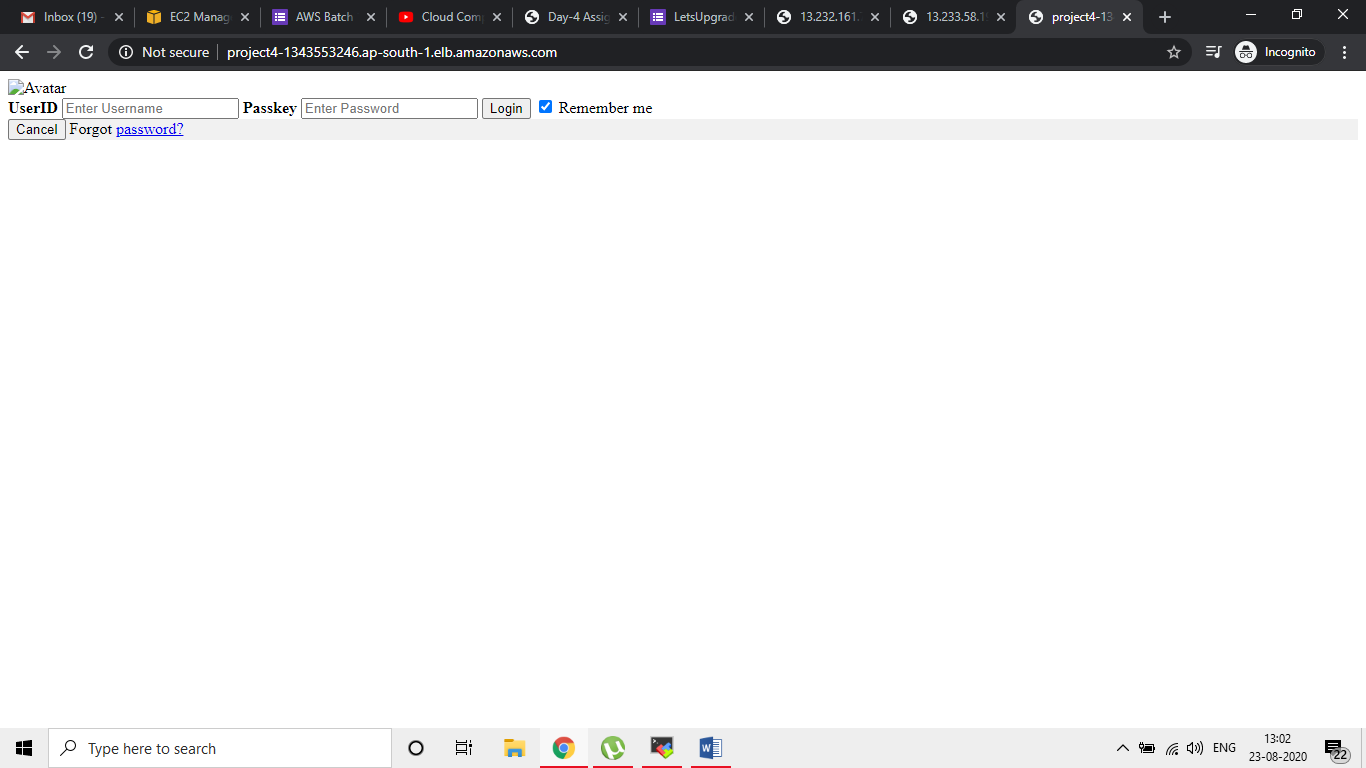 Inbox (19) - EC2 Manag AWS Batch Cloud Comp Day-4 Assig LetsUpgrad 13.232.161. 13.233.58.1 project4-13
Not secure project4-1343553246.ap-south-1.elb.amazonaws.com Incognito
Avatar
UserID Enter Username Passkey Enter Password Login Remember me
Cancel Forgot password?
Type here to search ENG 13:02
23-08-2020 22